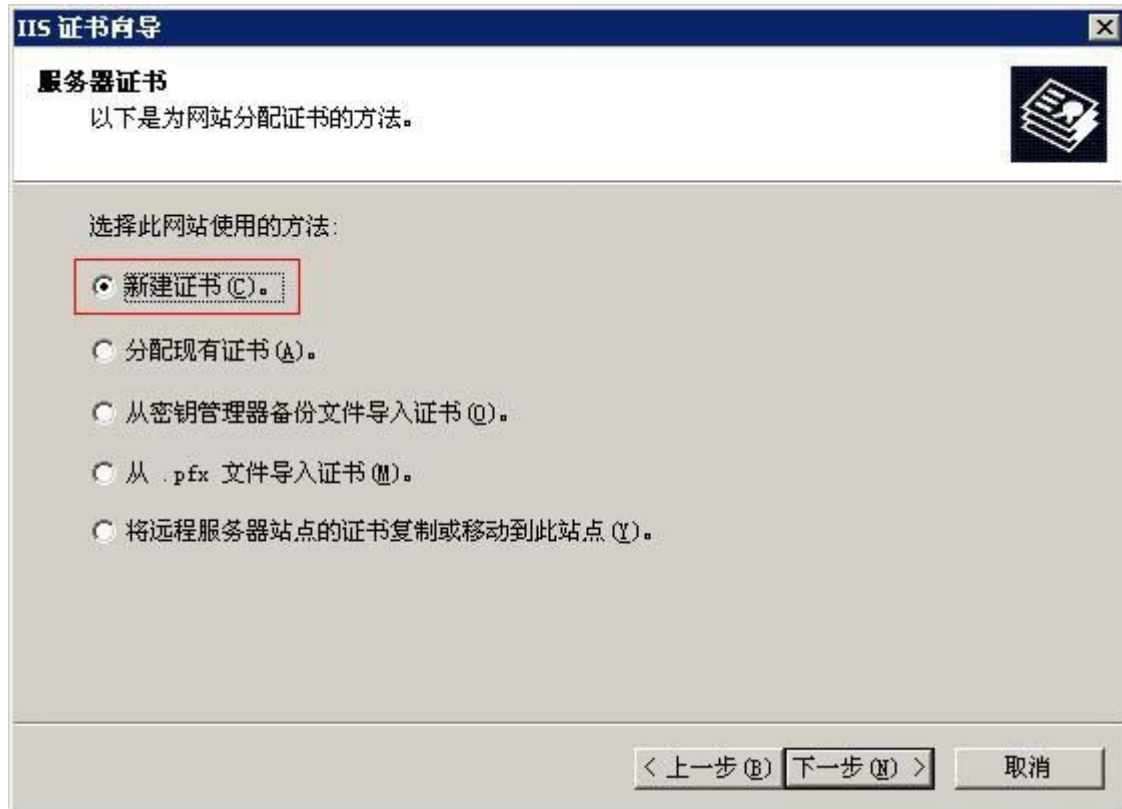 IIS 证书向导
服务器证书
以下是为网站分配证书的方法。
选择此网站使用的方法:
新建证书(C)。
分配现有证书(A)。
从密钥管理器备份文件导入证书(O)。
从 .pfx 文件导入证书(M)。
将远程服务器站点的证书复制或移动到此站点(Y)。
< 上一步(B) 下一步(N) > 取消